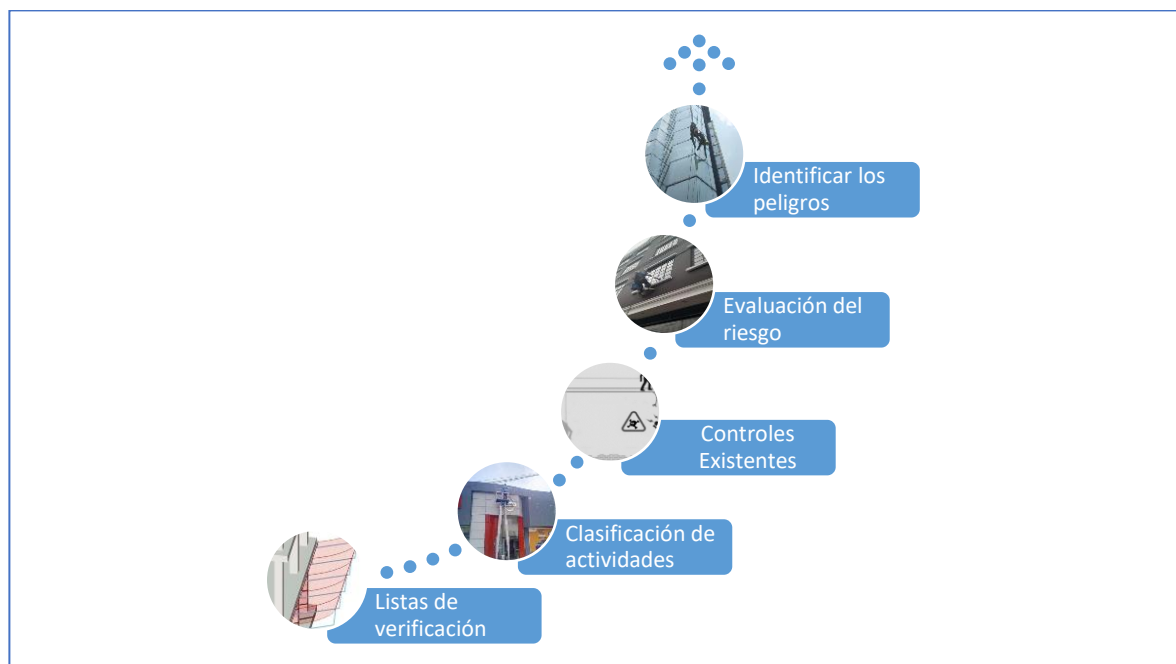 Identificar los
peligros
Evaluación del
riesgo
Controles
Existentes
Clasificación de
actividades
Listas de
verificación